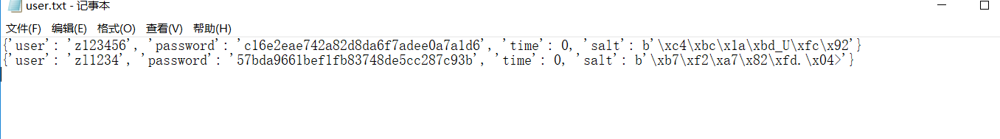 user.txt - 记事本
文件(F) 编辑(E) 格式(O) 查看(V) 帮助(H)
{'user': 'z123456', 'password': 'c16e2eae742a82d8da6f7adee0a7a1d6', 'time': 0, 'salt': b'\xc4\xbc\x1a\xbd_U\xfc\x92'}
{'user': 'zl1234', 'password': '57bda9661bef1fb83748de5cc287c93b', 'time': 0, 'salt': b'\xb7\xf2\xa7\x82\xfd.\x04>'}